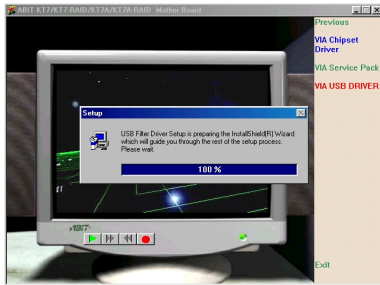 ABIT KT7/KT7-RAID/KT7A/KT7A-RAID Mother Board
Previous
VIA Chipset
Driver
VIA Service Pack
VIA USB DRIVER
Setup
USB Filter Driver Setup is preparing the InstallShield(R) Wizard
which will guide you through the rest of the setup process.
Please wait.
100 %
ABIT
Exit